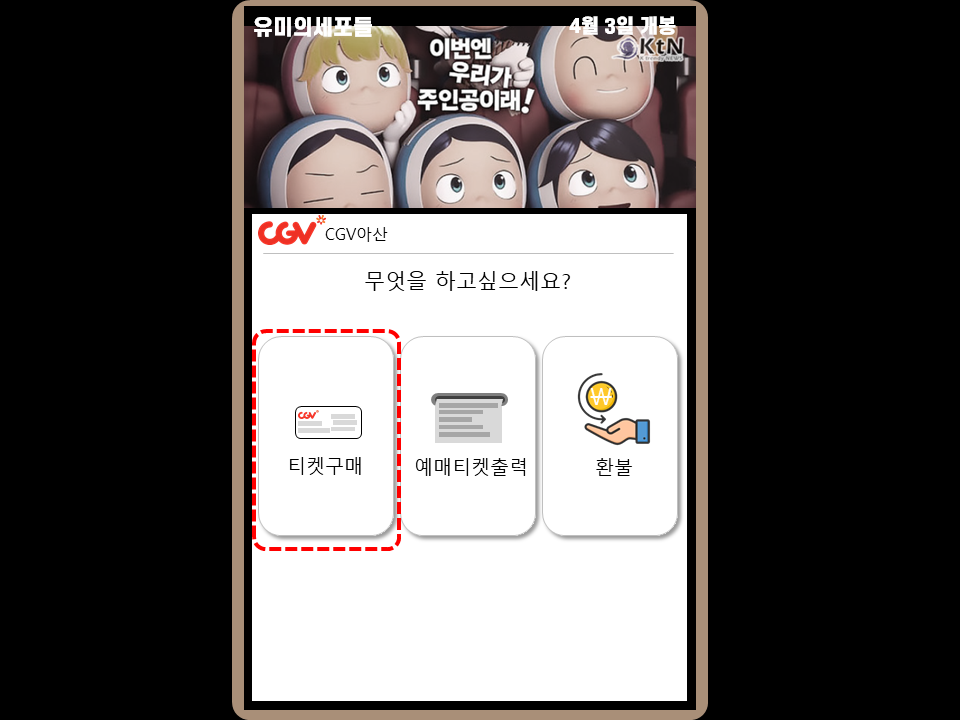 유미의세포들
4월 3일 개봉
이번엔
우리가
주인공이래!
KtN
K trendy NEWS
CGV
CGV아산
무엇을 하고싶으세요?
CGV
티켓구매
예매티켓출력
환불